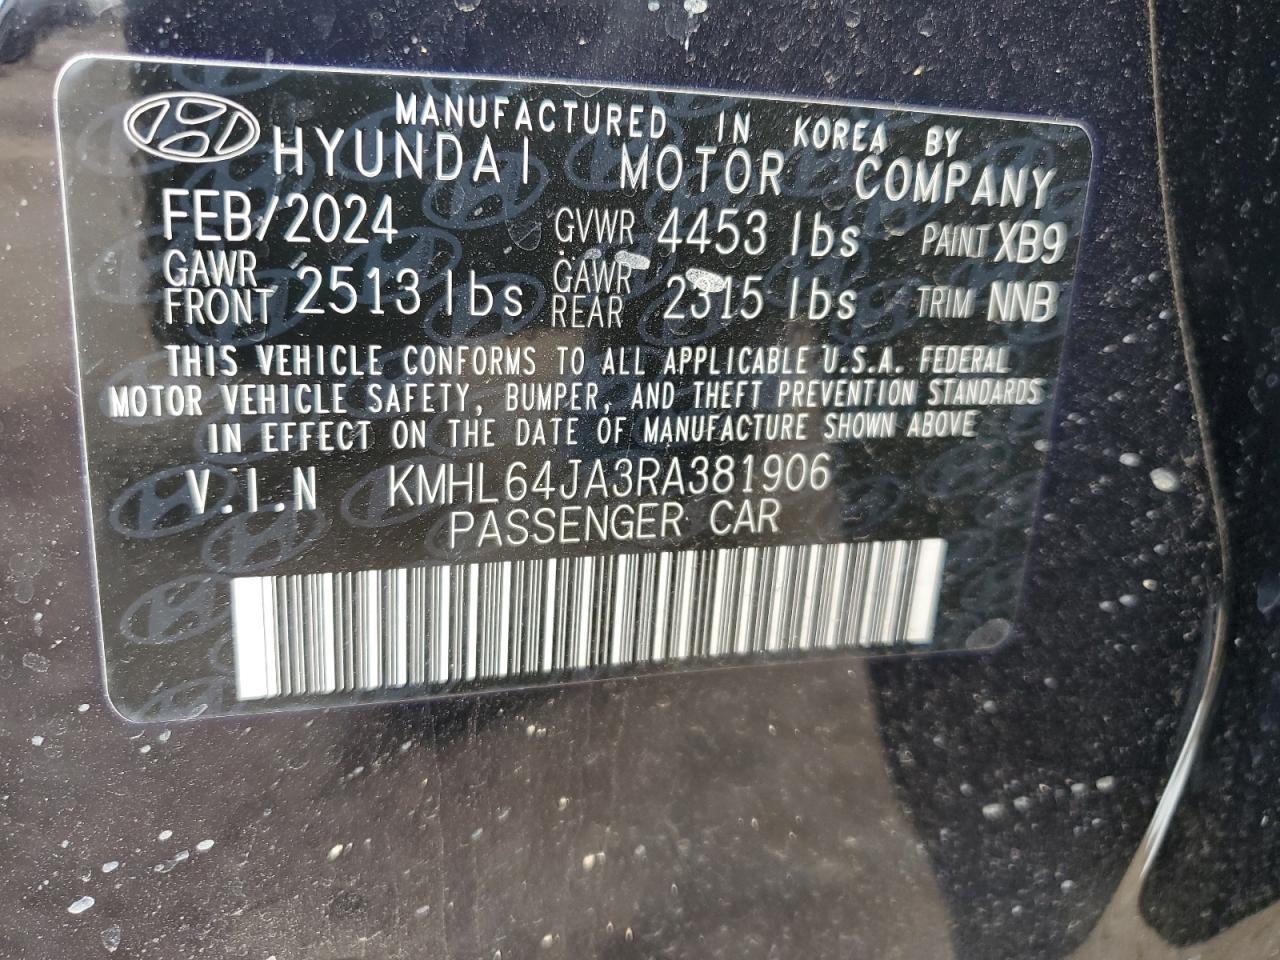 MANUFACTURED IN KOREA BY
HYUNDAI MOTOR COMPANY
FEB/2024 GVWR 4453 lbs PAINT XB9
GAWR FRONT 2513 lbs GAWR REAR 2315 lbs TRIM NNB
THIS VEHICLE CONFORMS TO ALL APPLICABLE U.S.A. FEDERAL
MOTOR VEHICLE SAFETY, BUMPER, AND THEFT PREVENTION STANDARDS
IN EFFECT ON THE DATE OF MANUFACTURE SHOWN ABOVE
V.I.N KMHL64JA3RA381906
PASSENGER CAR